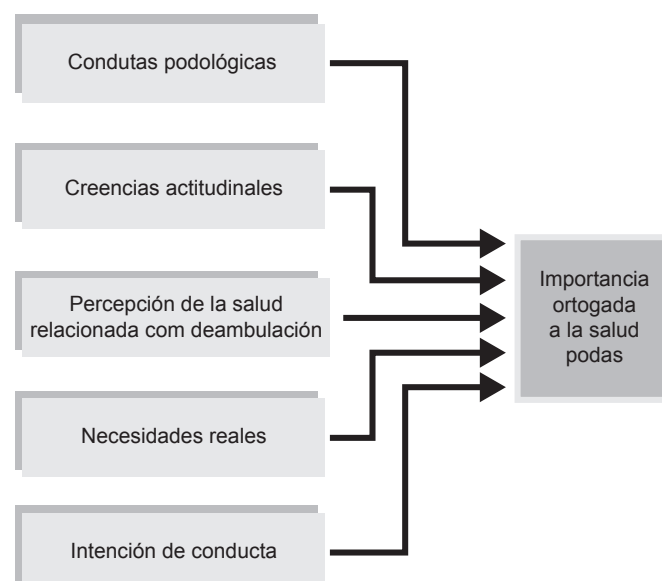 Condutas podológicas
Creencias actitudinales
Percepción de la salud
relacionada com deambulación
Necesidades reales
Intención de conducta
Importancia
ortogada
a la salud
podas